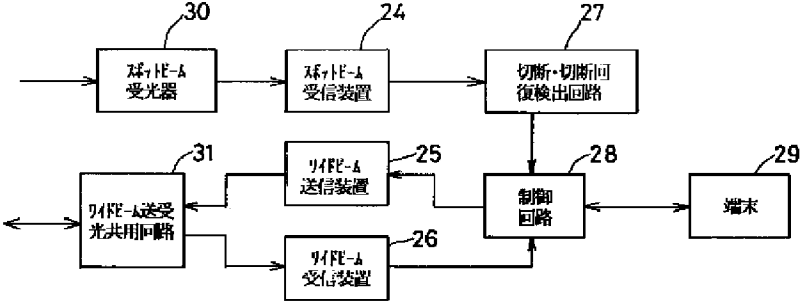 30
24
27
ｽﾎﾟｯﾄﾋﾞｰﾑ
受光器
ｽﾎﾟｯﾄﾋﾞｰﾑ
受信装置
切断・切断回
復検出回路
31
25
28
29
ﾜｲﾄﾞﾋﾞｰﾑ
送信装置
ﾜｲﾄﾞﾋﾞｰﾑ送受
光共用回路
制御
回路
端末
26
ﾜｲﾄﾞﾋﾞｰﾑ
受信装置